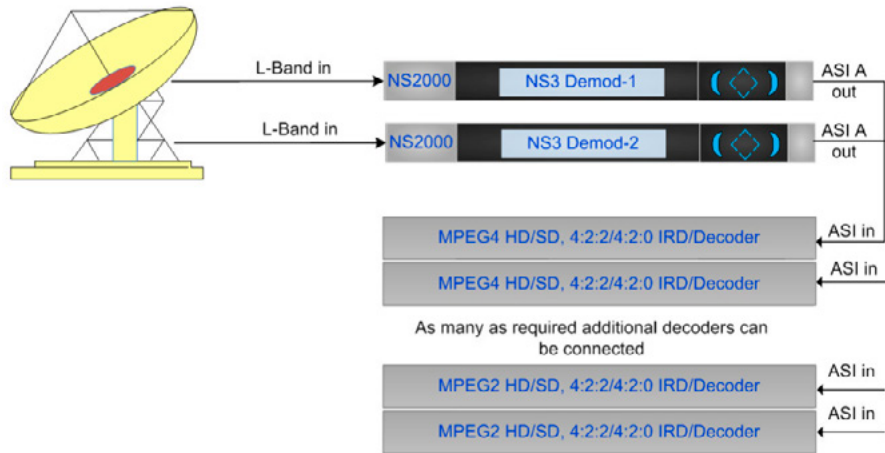 L-Band in
NS2000
NS3 Demod-1
ASI A
out
L-Band in
NS2000
NS3 Demod-2
ASI A
out
MPEG4 HD/SD, 4:2:2/4:2:0 IRD/Decoder
ASI in
MPEG4 HD/SD, 4:2:2/4:2:0 IRD/Decoder
ASI in
As many as required additional decoders can
be connected
MPEG2 HD/SD, 4:2:2/4:2:0 IRD/Decoder
ASI in
MPEG2 HD/SD, 4:2:2/4:2:0 IRD/Decoder
ASI in